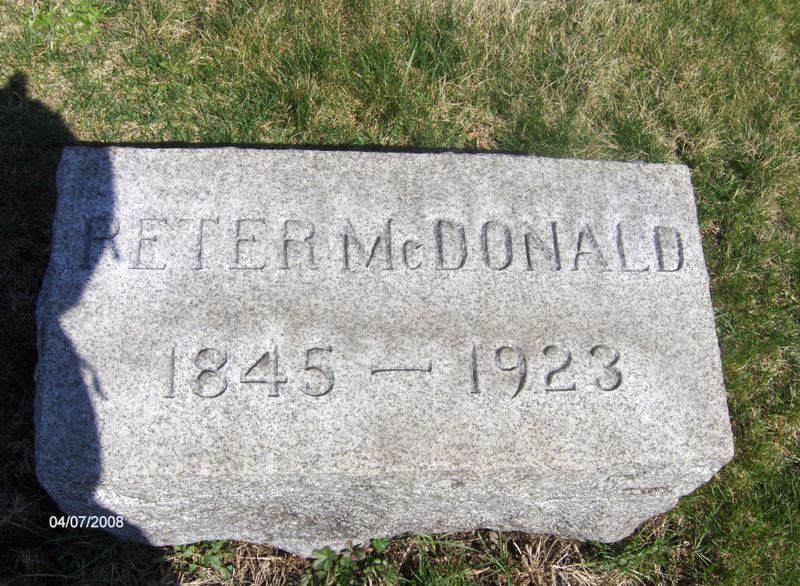 PETER McDONALD
1845 — 1923
04/07/2008